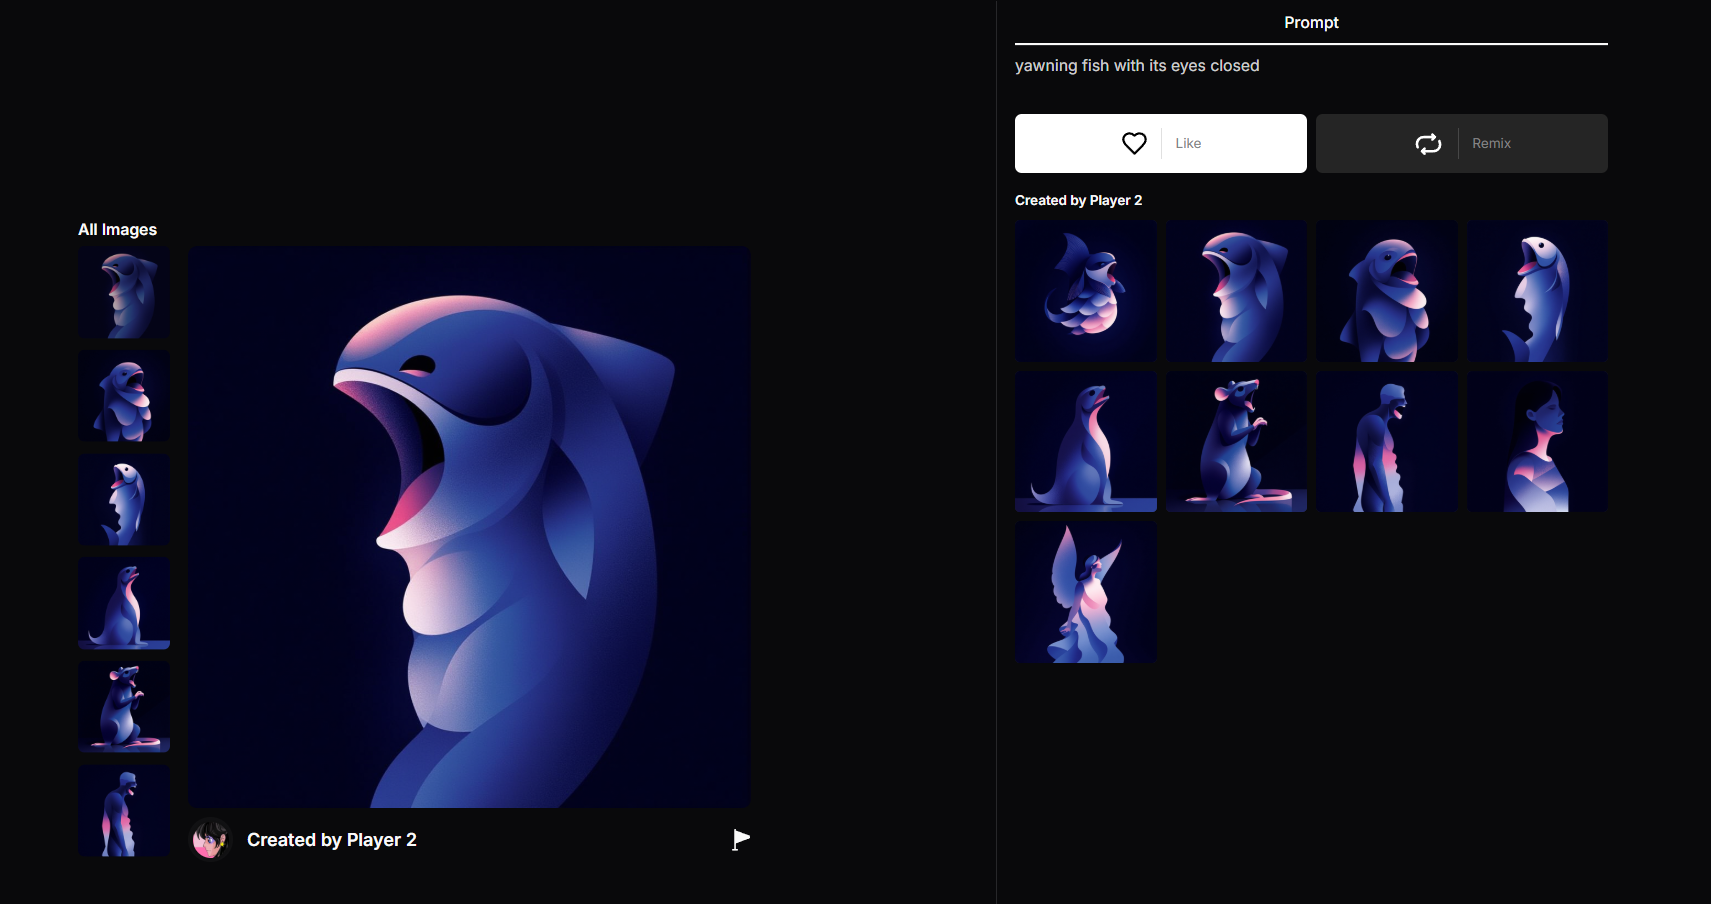 Prompt
yawning fish with its eyes closed
Like
Remix
Created by Player 2
All Images
Created by Player 2